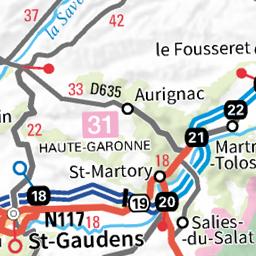 la Save
37
42
le Fousseret
33
D635
Aurignac
22
31
21
22
HAUTE-GARONNE
Martr
-Tolos
18
St-Martory
18
19
20
N117
18
St-Gaudens
Salies-
-du-Salat